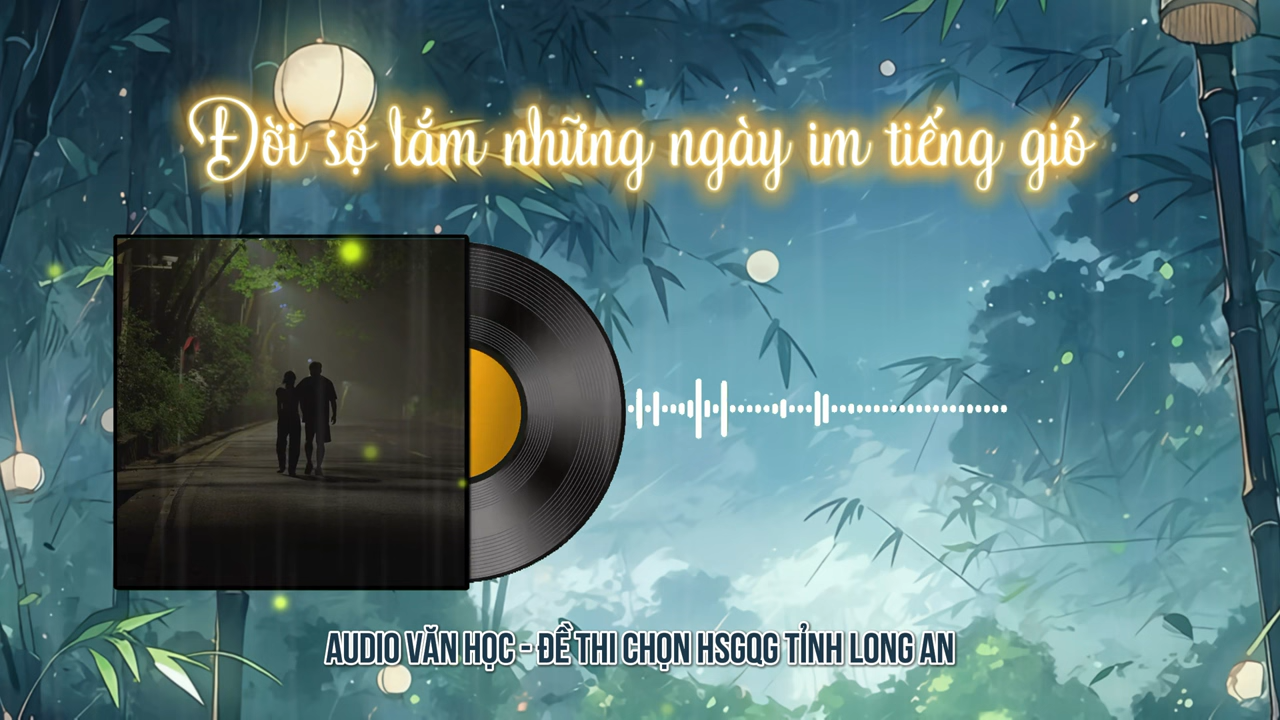 Đời sợ lắm những ngày im tiếng gió
AUDIO VĂN HỌC - ĐỀ THI CHỌN HSGQG TỈNH LONG AN